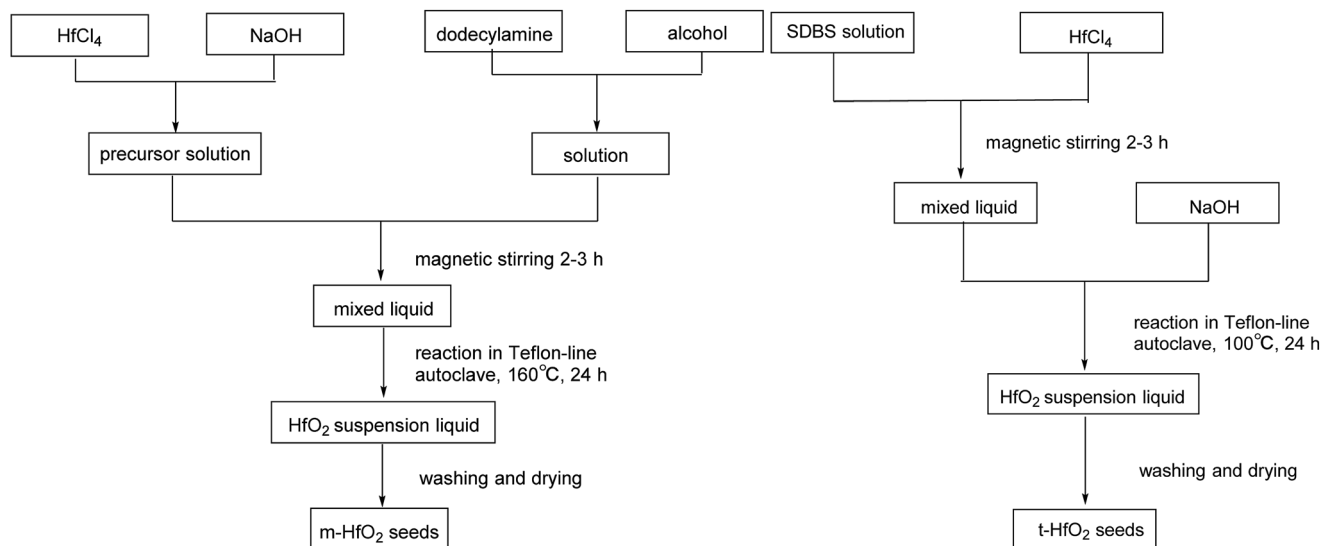 HfCl₄
NaOH
precursor solution
dodecylamine
alcohol
solution
magnetic stirring 2-3 h
mixed liquid
reaction in Teflon-line
autoclave, 160°C, 24 h
HfO₂ suspension liquid
washing and drying
m-HfO₂ seeds
SDBS solution
HfCl₄
magnetic stirring 2-3 h
mixed liquid
NaOH
reaction in Teflon-line
autoclave, 100°C, 24 h
HfO₂ suspension liquid
washing and drying
t-HfO₂ seeds